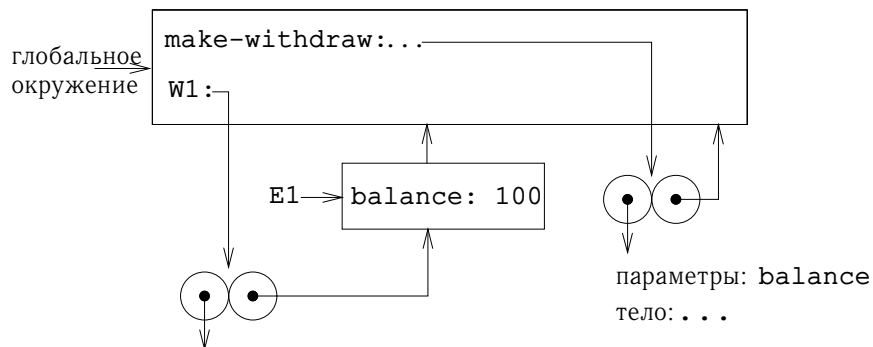 make-withdraw:...
глобальное
окружение
W1:
E1
balance: 100
параметры: balance
тело: ...